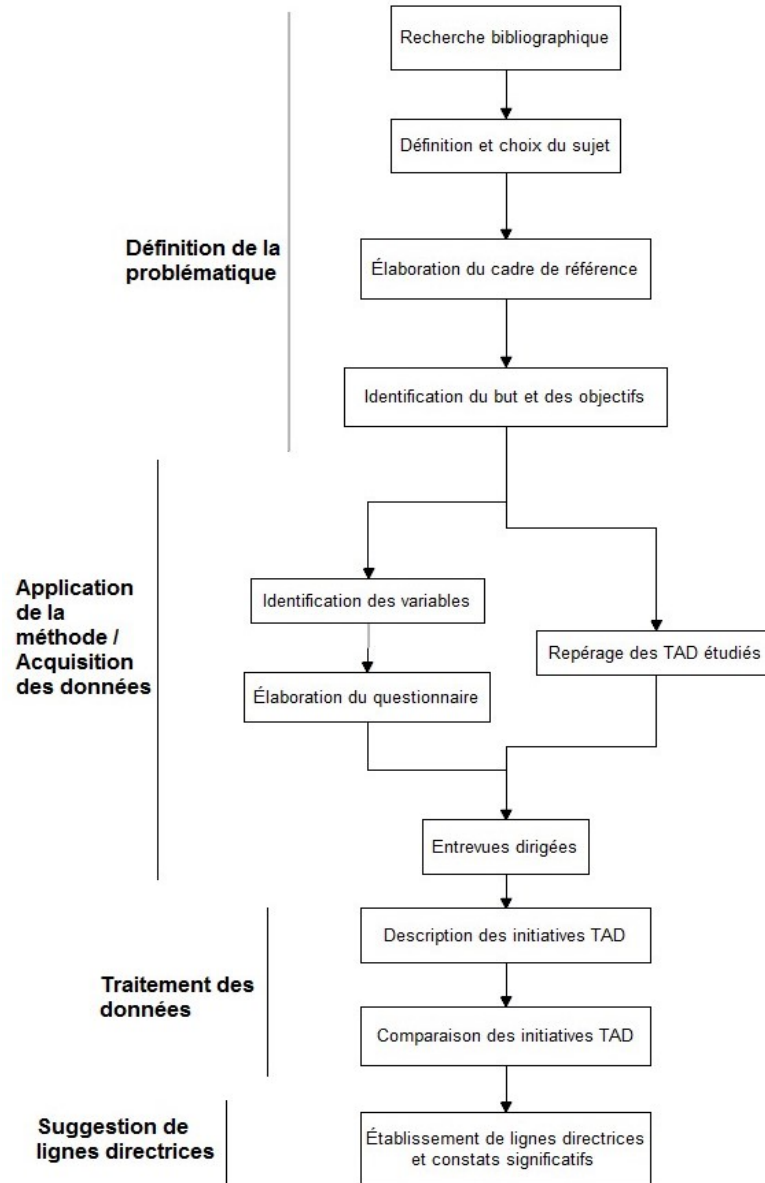 Recherche bibliographique
Définition et choix du sujet
Définition de la
problématique
Élaboration du cadre de référence
Identification du but et des objectifs
Application
de la
méthode /
Acquisition
des données
Identification des variables
Repérage des TAD étudiés
Élaboration du questionnaire
Entrevues dirigées
Traitement des
données
Description des initiatives TAD
Comparaison des initiatives TAD
Suggestion de
lignes directrices
Établissement de lignes directrices
et constats significatifs